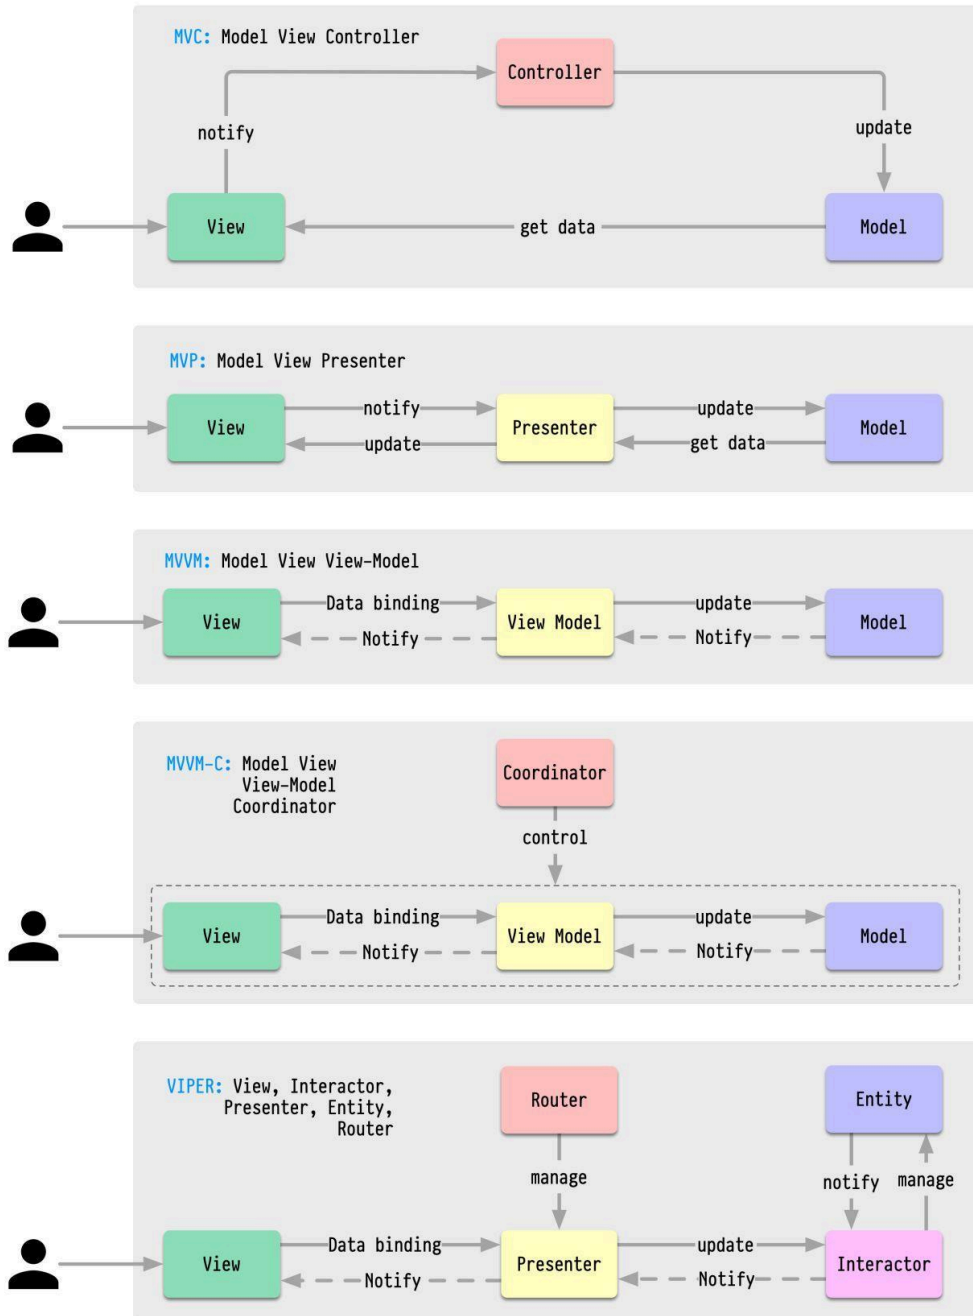 MVC: Model View Controller
Controller
notify
update
View
get data
Model
MVP: Model View Presenter
View
notify
update
Presenter
update
get data
Model
MVVM: Model View View-Model
View
Data binding
Notify
View Model
update
Notify
Model
MVVM-C: Model View
View-Model
Coordinator
Coordinator
control
View
Data binding
Notify
View Model
update
Notify
Model
VIPER: View, Interactor,
Presenter, Entity,
Router
Router
Entity
manage
notify
manage
View
Data binding
Notify
Presenter
update
Notify
Interactor